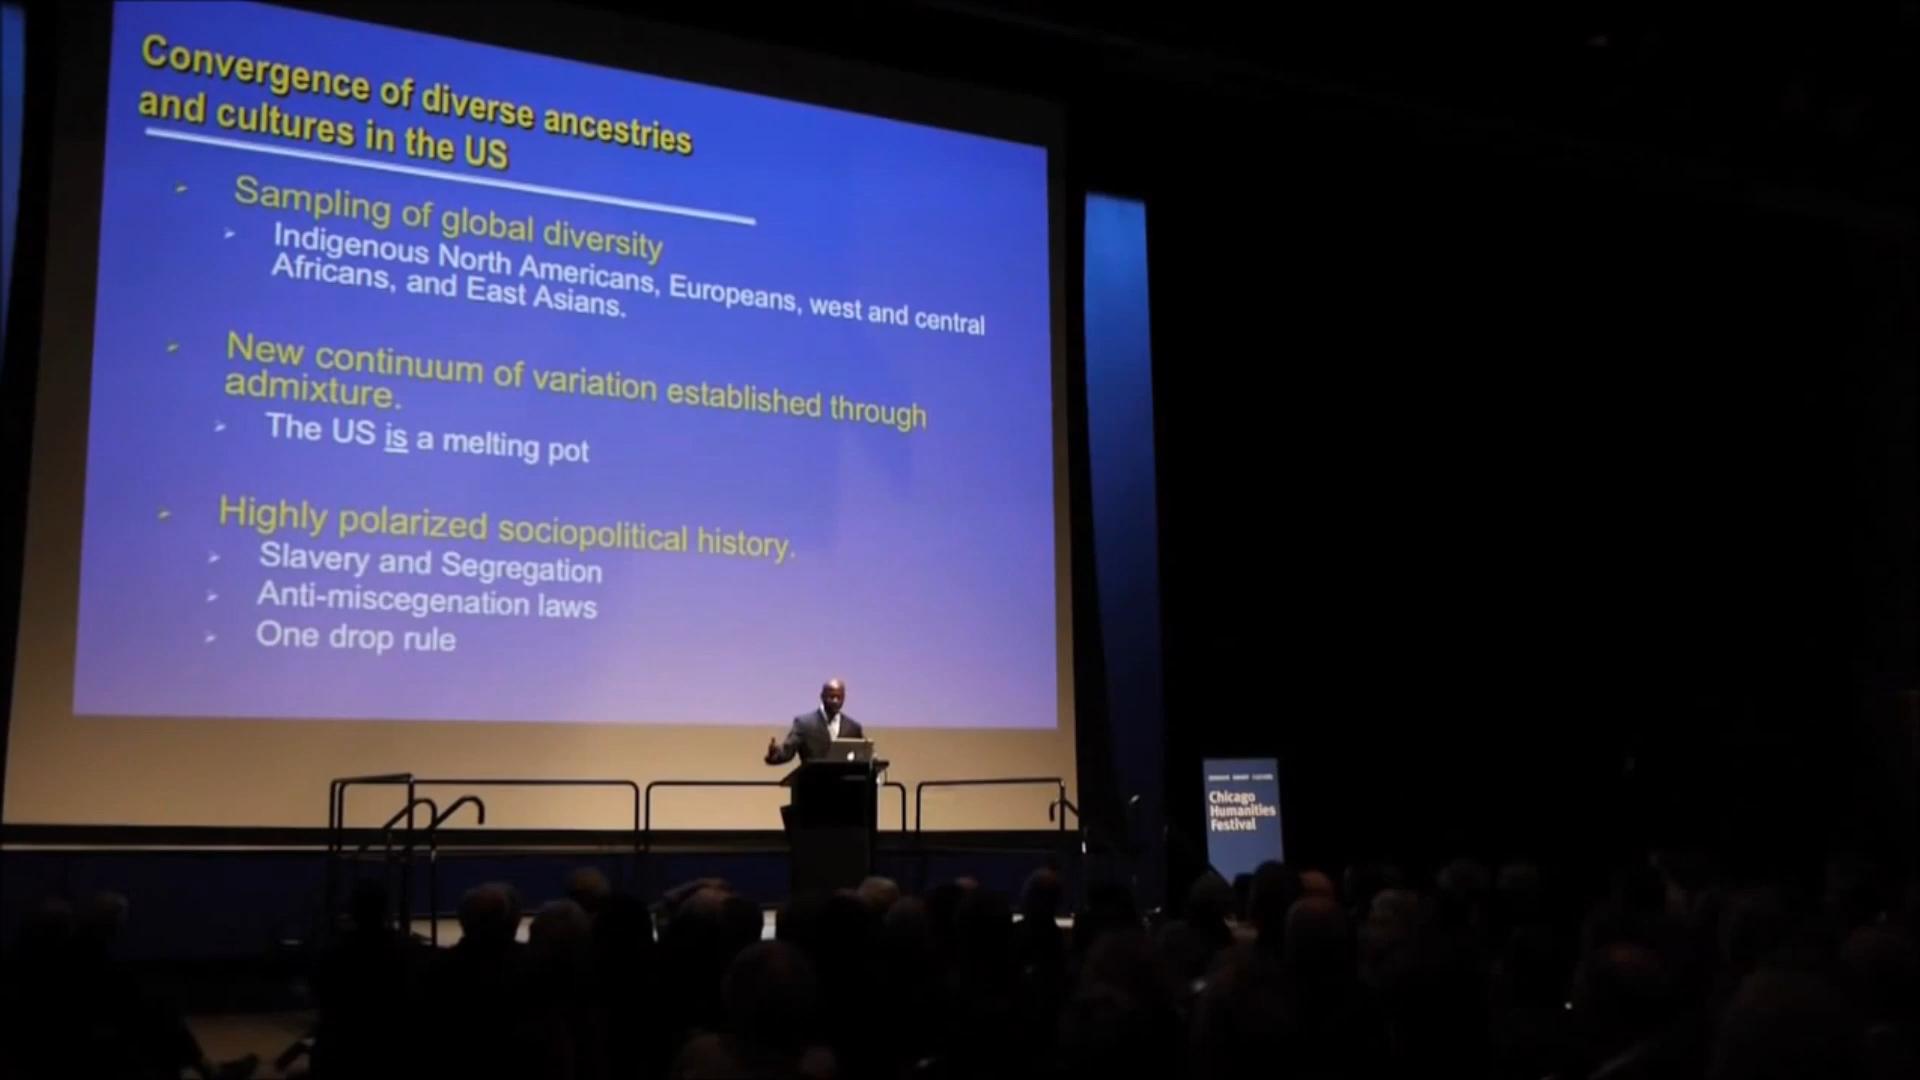 Convergence of diverse ancestries
and cultures in the US
Sampling of global diversity
Indigenous North Americans, Europeans, west and central
Africans, and East Asians.
New continuum of variation established through
admixture.
The US is a melting pot
Highly polarized sociopolitical history.
Slavery and Segregation
Anti-miscegenation laws
One drop rule
Chicago
Humanities
Festival